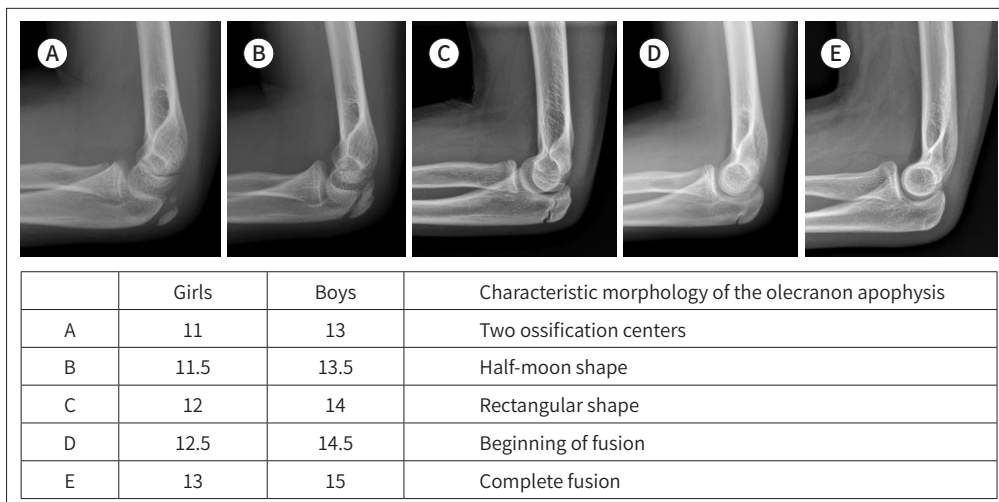 A B C D E
Girls Boys Characteristic morphology of the olecranon apophysis
A 11 13 Two ossification centers
B 11.5 13.5 Half-moon shape
C 12 14 Rectangular shape
D 12.5 14.5 Beginning of fusion
E 13 15 Complete fusion